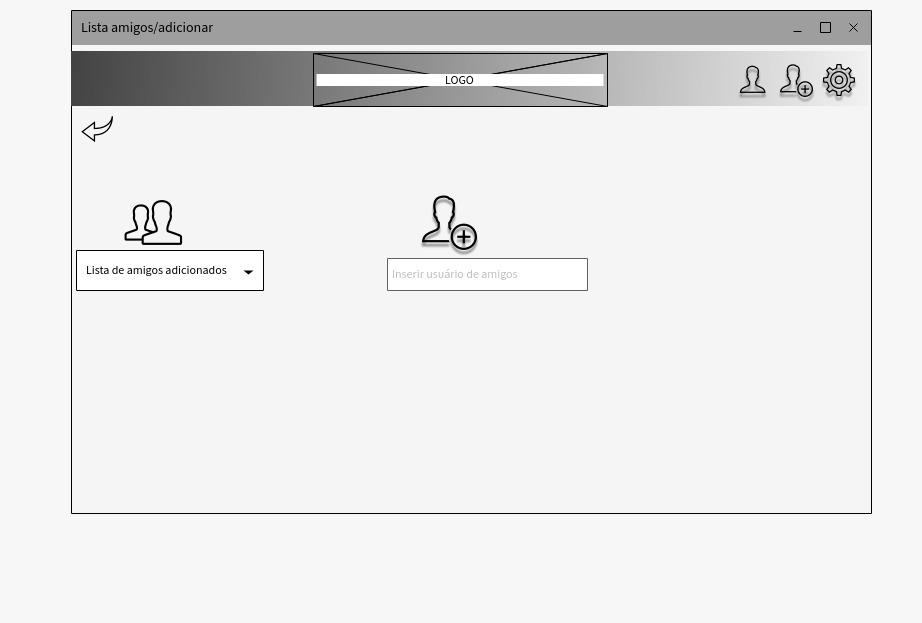 Lista amigos/adicionar
LOGO
Lista de amigos adicionados
Inserir usuário de amigos